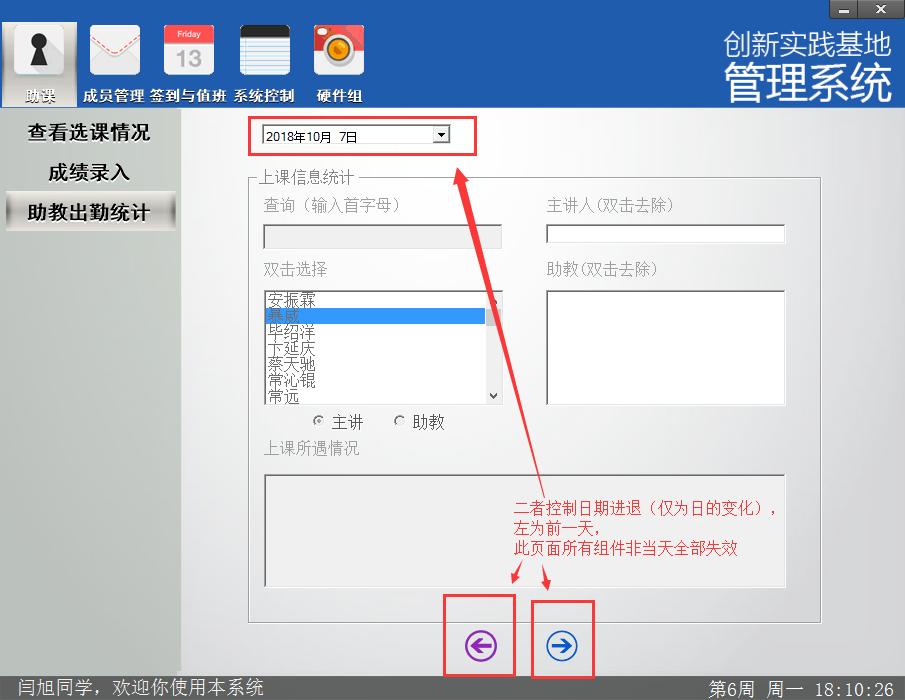 创新实践基地
管理系统
Friday
13
助课
成员管理
签到与值班
系统控制
硬件组
查看选课情况
成绩录入
助教出勤统计
2018年10月 7日
上课信息统计
查询（输入首字母）
主讲人(双击去除)
双击选择
助教(双击去除)
安振霖
暴晟
毕绍洋
卞延庆
蔡天驰
常沁锟
常远
主讲
助教
上课所遇情况
二者控制日期进退（仅为日的变化），
左为前一天，
此页面所有组件非当天全部失效
闫旭同学，欢迎你使用本系统
第6周 周一 18:10:26